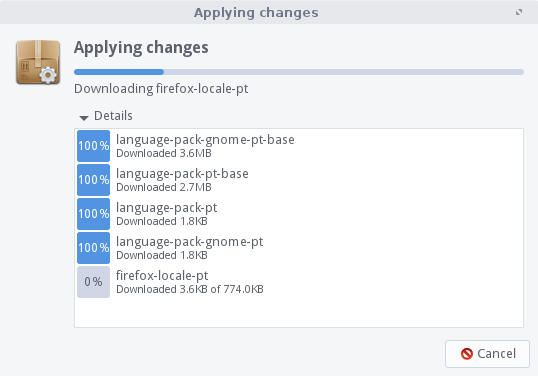 Applying changes
Applying changes
Downloading firefox-locale-pt
Details
100%
language-pack-gnome-pt-base
Downloaded 3.6MB
100%
language-pack-pt-base
Downloaded 2.7MB
100%
language-pack-pt
Downloaded 1.8KB
100%
language-pack-gnome-pt
Downloaded 1.8KB
0%
firefox-locale-pt
Downloaded 3.6KB of 774.0KB
Cancel